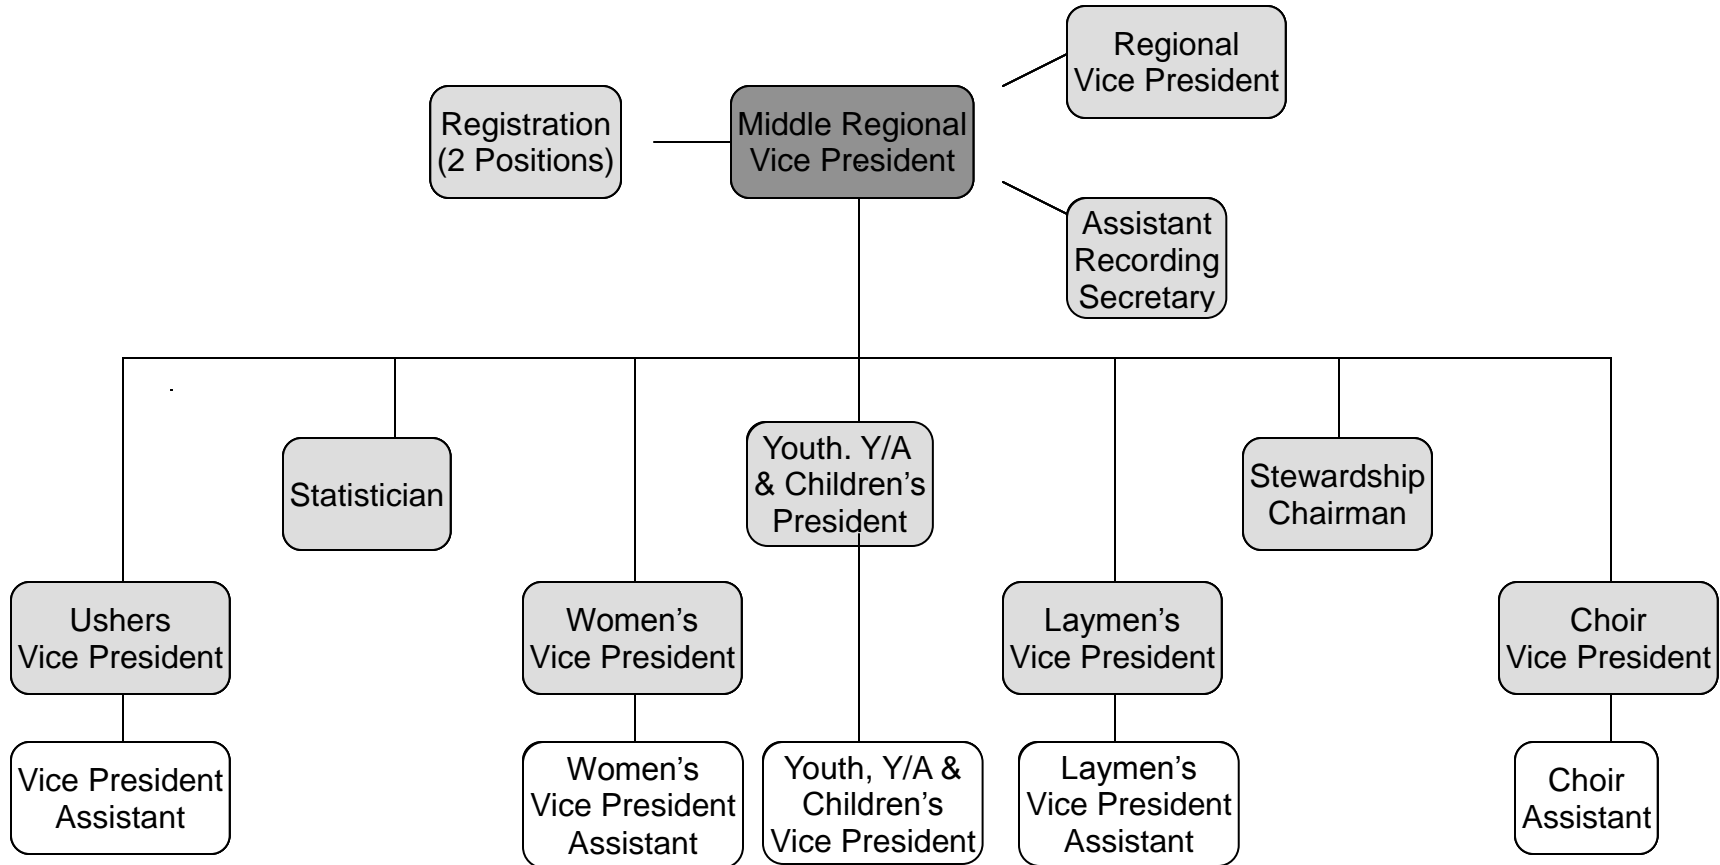 Regional
Vice President
Registration
(2 Positions)
Middle Regional
Vice President
Assistant
Recording
Secretary
Statistician
Youth. Y/A
& Children’s
President
Stewardship
Chairman
Ushers
Vice President
Women’s
Vice President
Laymen’s
Vice President
Choir
Vice President
Vice President
Assistant
Women’s
Vice President
Assistant
Youth, Y/A &
Children’s
Vice President
Laymen’s
Vice President
Assistant
Choir
Assistant